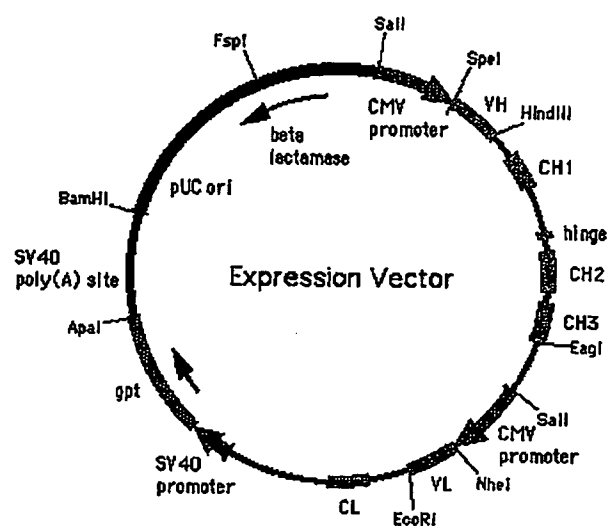 SalI
FspI
SpeI
CMV
promoter
VH
HindIII
beta
lactamase
CH1
pUC ori
BamHI
hinge
SV40
poly(A) site
Expression Vector
CH2
ApaI
CH3
EagI
gpt
SalI
CMV
promoter
SV40
promoter
NheI
VL
CL
EcoRI